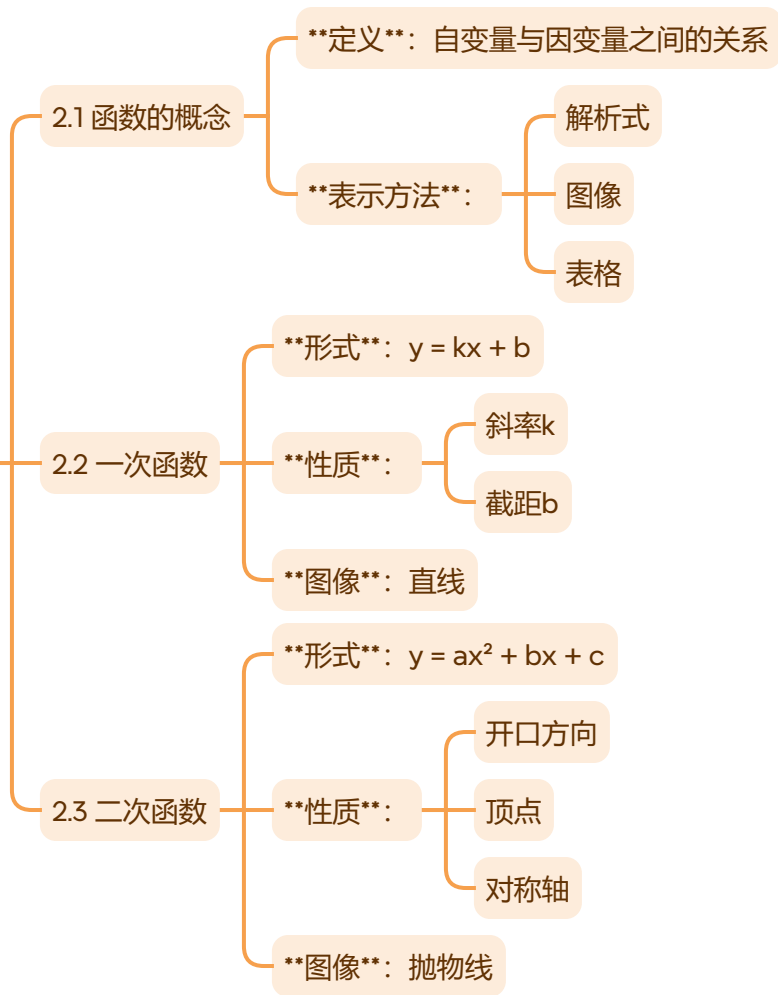 2.1 函数的概念
**定义**：自变量与因变量之间的关系
**表示方法**：
解析式
图像
表格
2.2 一次函数
**形式**：y = kx + b
**性质**：
斜率k
截距b
**图像**：直线
2.3 二次函数
**形式**：y = ax² + bx + c
**性质**：
开口方向
顶点
对称轴
**图像**：抛物线